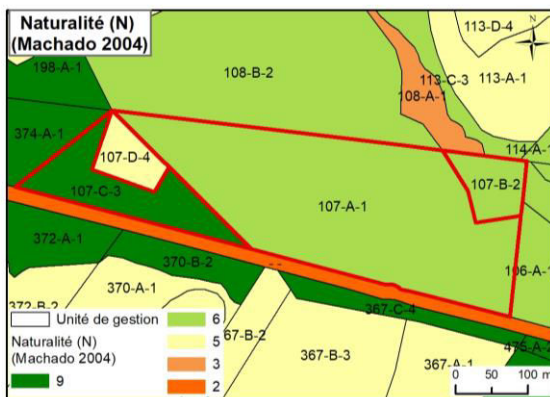 Naturalité (N)
(Machado 2004)
113-D-4
N
198-A-1
108-B-2
113-C-3
113-A-1
108-A-1
374-A-1
114-A-1
107-D-4
107-B-2
107-C-3
107-A-1
372-A-1
370-B-2
106-A-1
370-A-1
367-C-4
372-B-2
67-B-2
367-B-3
367-A-1
475-A-2
Unité de gestion
Naturalité (N)
(Machado 2004)
9
6
5
3
2
0 50 100 m